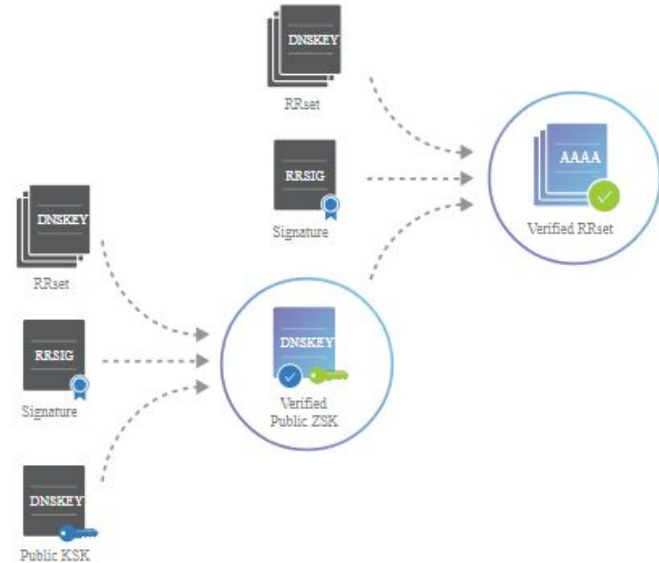 DNSKEY
RRset
RRSIG
Signature
AAAA
Verified RRset
DNSKEY
RRset
RRSIG
Signature
DNSKEY
Verified
Public ZSK
DNSKEY
Public KSK